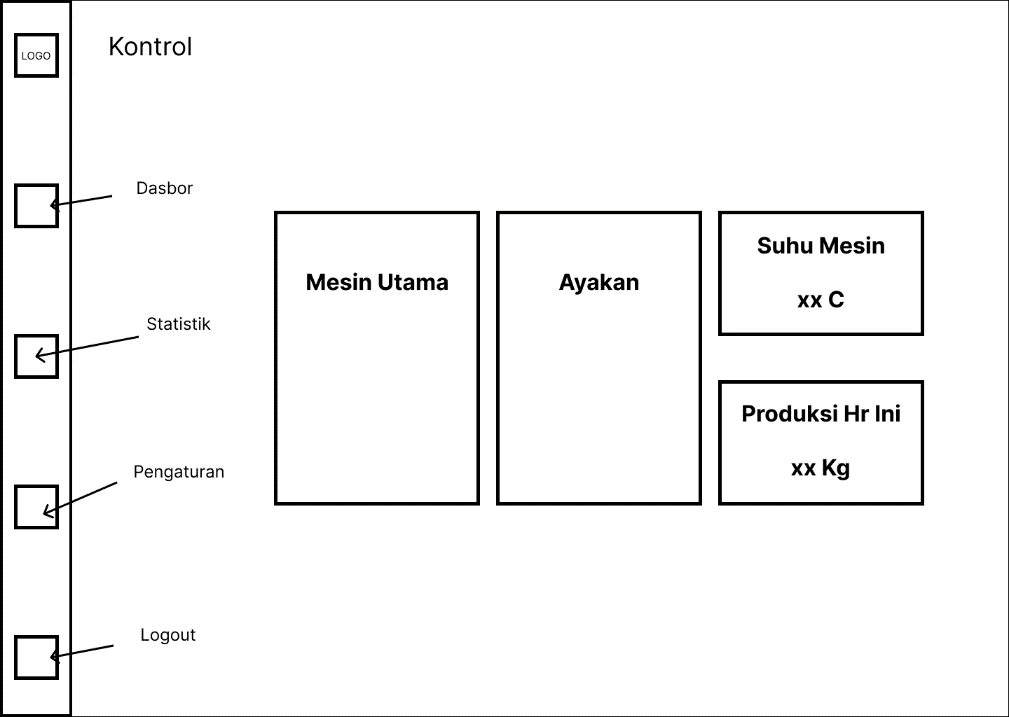 LOGO
Kontrol
Dasbor
Statistik
Pengaturan
Logout
Mesin Utama
Ayakan
Suhu Mesin
xx C
Produksi Hr Ini
xx Kg